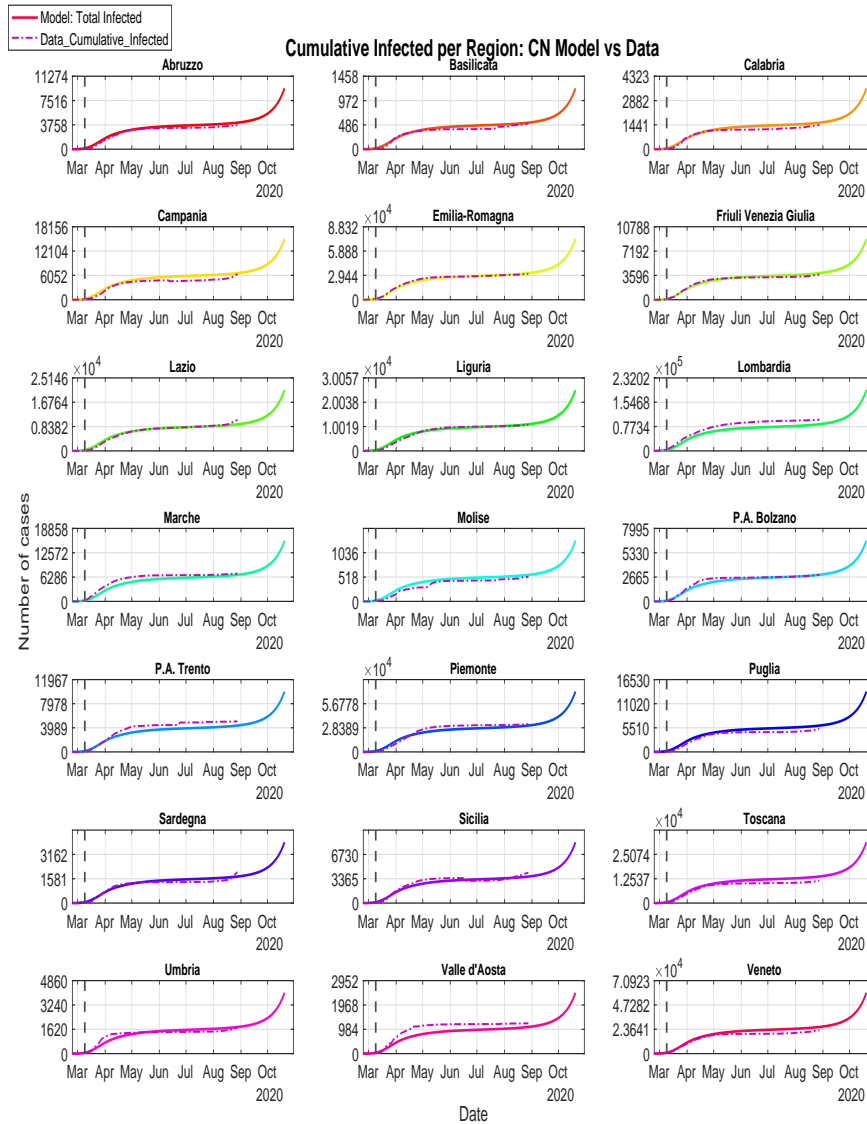 Model: Total Infected
Data_Cumulative_Infected
Cumulative Infected per Region: CN Model vs Data
Number of cases
Abruzzo
11274
7516
3758
0
Mar Apr May Jun Jul Aug Sep Oct
2020
Basilicata
1458
972
486
0
Mar Apr May Jun Jul Aug Sep Oct
2020
Calabria
4323
2882
1441
0
Mar Apr May Jun Jul Aug Sep Oct
2020
Campania
18156
12104
6052
0
Mar Apr May Jun Jul Aug Sep Oct
2020
Emilia-Romagna
×10^4
8.832
5.888
2.944
0
Mar Apr May Jun Jul Aug Sep Oct
2020
Friuli Venezia Giulia
10788
7192
3596
0
Mar Apr May Jun Jul Aug Sep Oct
2020
Lazio
×10^4
2.5146
1.6764
0.8382
0
Mar Apr May Jun Jul Aug Sep Oct
2020
Liguria
×10^4
3.0057
2.0038
1.0019
0
Mar Apr May Jun Jul Aug Sep Oct
2020
Lombardia
×10^5
2.3202
1.5468
0.7734
0
Mar Apr May Jun Jul Aug Sep Oct
2020
Marche
18858
12572
6286
0
Mar Apr May Jun Jul Aug Sep Oct
2020
Molise
1036
518
0
Mar Apr May Jun Jul Aug Sep Oct
2020
P.A. Bolzano
7995
5330
2665
0
Mar Apr May Jun Jul Aug Sep Oct
2020
P.A. Trento
11967
7978
3989
0
Mar Apr May Jun Jul Aug Sep Oct
2020
Piemonte
×10^4
5.6778
2.8389
0
Mar Apr May Jun Jul Aug Sep Oct
2020
Puglia
16530
11020
5510
0
Mar Apr May Jun Jul Aug Sep Oct
2020
Sardegna
3162
1581
0
Mar Apr May Jun Jul Aug Sep Oct
2020
Sicilia
6730
3365
0
Mar Apr May Jun Jul Aug Sep Oct
2020
Toscana
×10^4
2.5074
1.2537
0
Mar Apr May Jun Jul Aug Sep Oct
2020
Umbria
4860
3240
1620
0
Mar Apr May Jun Jul Aug Sep Oct
2020
Valle d'Aosta
2952
1968
984
0
Mar Apr May Jun Jul Aug Sep Oct
2020
Veneto
×10^4
7.0923
4.7282
2.3641
0
Mar Apr May Jun Jul Aug Sep Oct
2020
Date